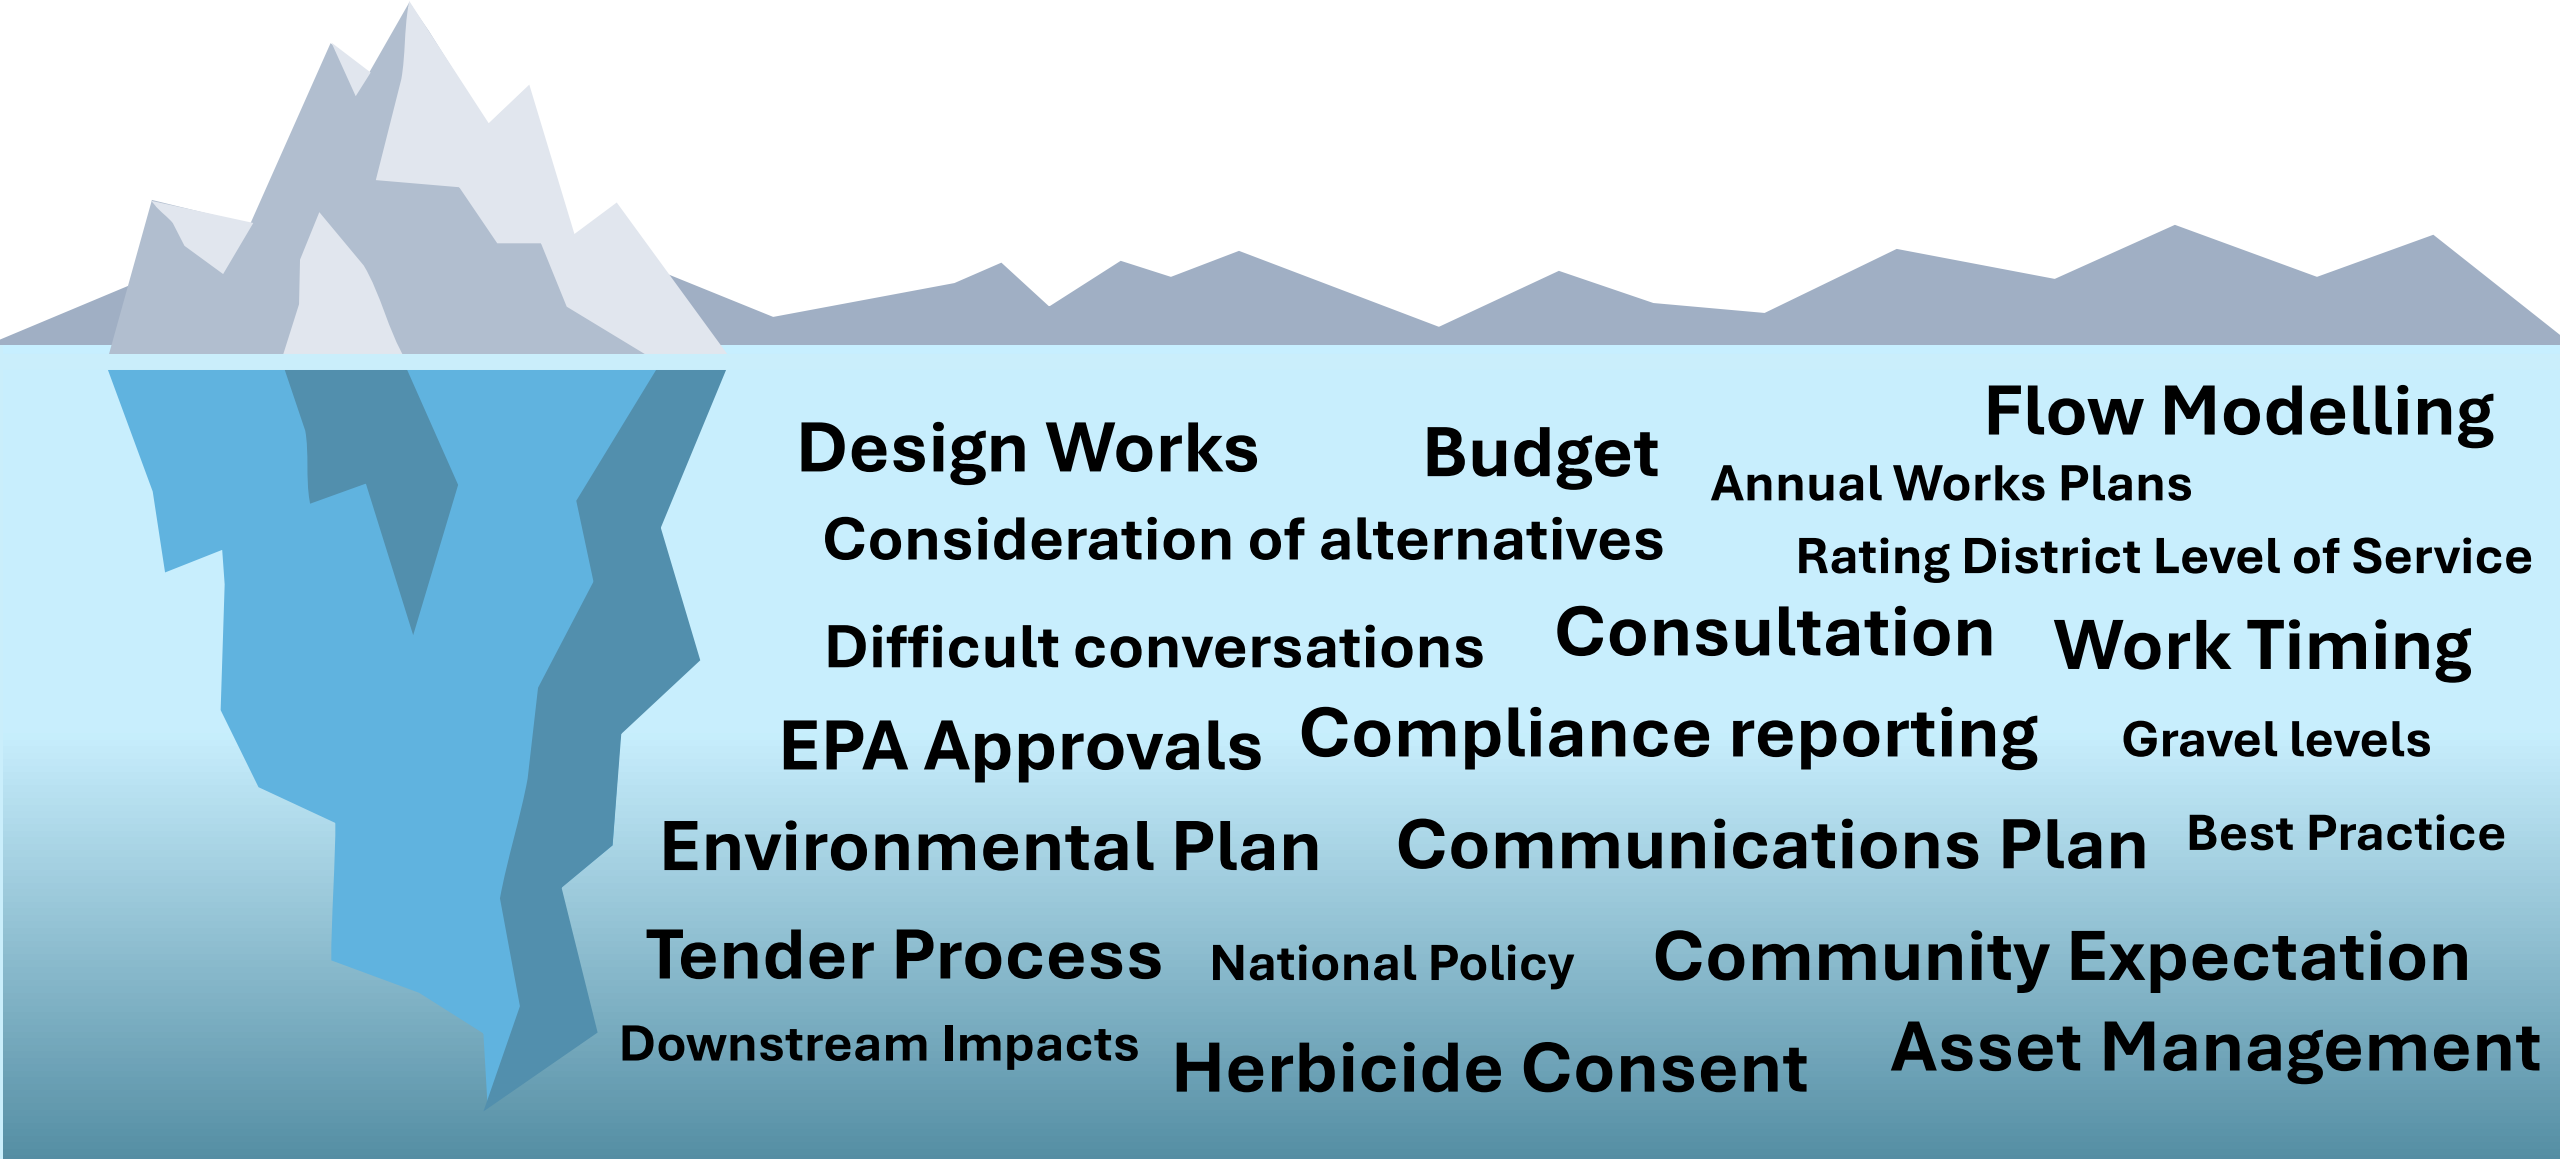 Flow Modelling
Design Works
Budget
Annual Works Plans
Consideration of alternatives
Rating District Level of Service
Difficult conversations
Consultation
Work Timing
EPA Approvals
Compliance reporting
Gravel levels
Environmental Plan
Communications Plan
Best Practice
Tender Process
National Policy
Community Expectation
Downstream Impacts
Herbicide Consent
Asset Management